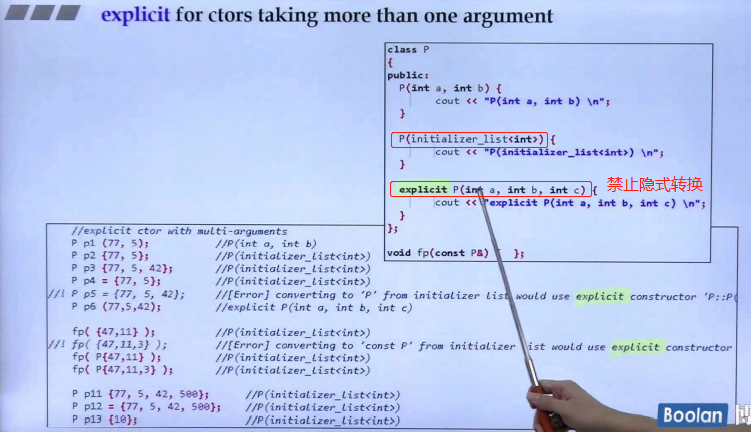 explicit for ctors taking more than one argument
class P
{
public:
P(int a, int b) {
cout << "P(int a, int b) \n";
}
P(initializer_list<int>) {
cout << "P(initializer_list<int>) \n";
}
explicit P(int a, int b, int c) {
禁止隐式转换
cout << "explicit P(int a, int b, int c) \n";
}
};
void fp(const P&) { };
//explicit ctor with multi-arguments
P p1 (77, 5); //P(int a, int b)
P p2 {77, 5}; //P(initializer_list<int>)
P p3 {77, 5, 42}; //P(initializer_list<int>)
P p4 = {77, 5}; //P(initializer_list<int>)
//! P p5 = {77, 5, 42}; //[Error] converting to 'P' from initializer list would use explicit constructor 'P::P(
P p6 (77,5,42); //explicit P(int a, int b, int c)
fp( {47,11} ); //P(initializer_list<int>)
//! fp( {47,11,3} ); //[Error] converting to 'const P' from initializer list would use explicit constructor
fp( P{47,11} ); //P(initializer_list<int>)
fp( P{47,11,3} ); //P(initializer_list<int>)
P p11 {77, 5, 42, 500}; //P(initializer_list<int>)
P p12 = {77, 5, 42, 500}; //P(initializer_list<int>)
P p13 {10}; //P(initializer_list<int>)
Boolan 博